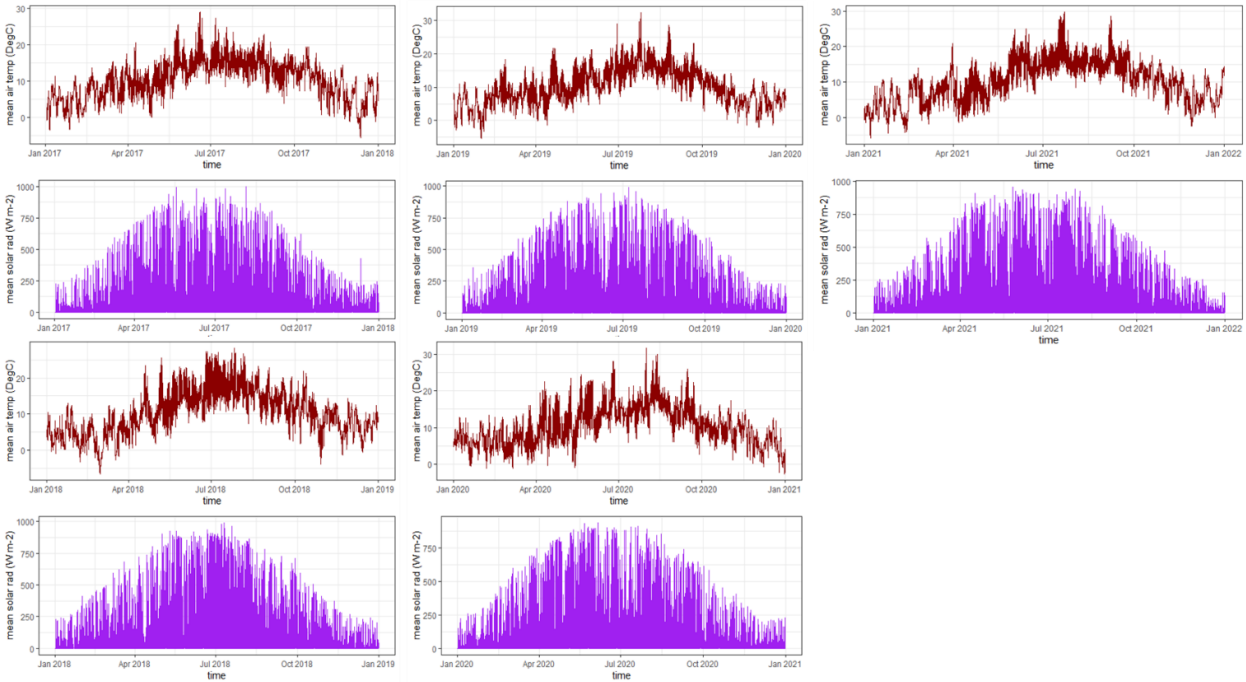 mean air temp (DegC)
30
20
10
0
Jan 2017 Apr 2017 Jul 2017 Oct 2017 Jan 2018
time
mean air temp (DegC)
30
20
10
0
Jan 2019 Apr 2019 Jul 2019 Oct 2019 Jan 2020
time
mean air temp (DegC)
30
20
10
0
Jan 2021 Apr 2021 Jul 2021 Oct 2021 Jan 2022
time
mean solar rad (W m-2)
1000
750
500
250
0
Jan 2017 Apr 2017 Jul 2017 Oct 2017 Jan 2018
time
mean solar rad (W m-2)
1000
750
500
250
0
Jan 2019 Apr 2019 Jul 2019 Oct 2019 Jan 2020
time
mean solar rad (W m-2)
1000
750
500
250
0
Jan 2021 Apr 2021 Jul 2021 Oct 2021 Jan 2022
time
mean air temp (DegC)
20
10
0
Jan 2018 Apr 2018 Jul 2018 Oct 2018 Jan 2019
time
mean air temp (DegC)
30
20
10
0
Jan 2020 Apr 2020 Jul 2020 Oct 2020 Jan 2021
time
mean solar rad (W m-2)
1000
750
500
250
0
Jan 2018 Apr 2018 Jul 2018 Oct 2018 Jan 2019
time
mean solar rad (W m-2)
750
500
250
0
Jan 2020 Apr 2020 Jul 2020 Oct 2020 Jan 2021
time